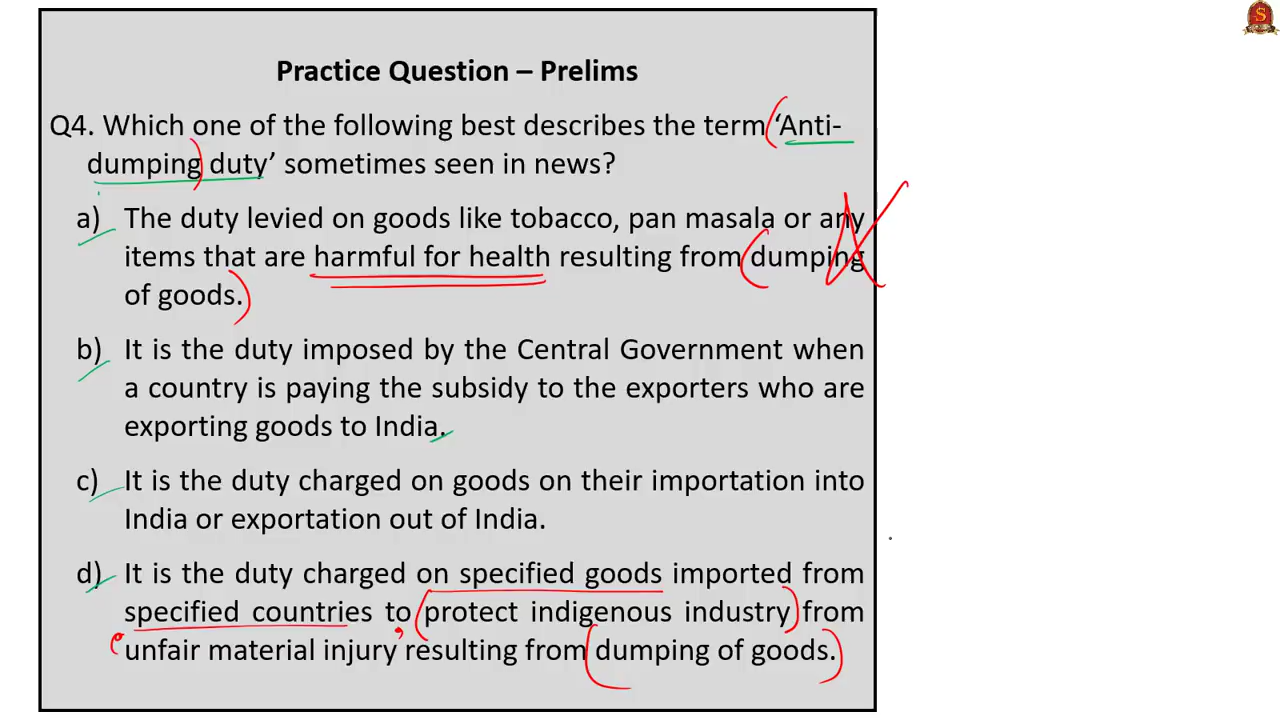 Practice Question – Prelims
Q4. Which one of the following best describes the term ‘Anti-
dumping duty’ sometimes seen in news?
a) The duty levied on goods like tobacco, pan masala or any
items that are harmful for health resulting from dumping
of goods.
b) It is the duty imposed by the Central Government when
a country is paying the subsidy to the exporters who are
exporting goods to India.
c) It is the duty charged on goods on their importation into
India or exportation out of India.
d) It is the duty charged on specified goods imported from
specified countries to protect indigenous industry from
unfair material injury resulting from dumping of goods.